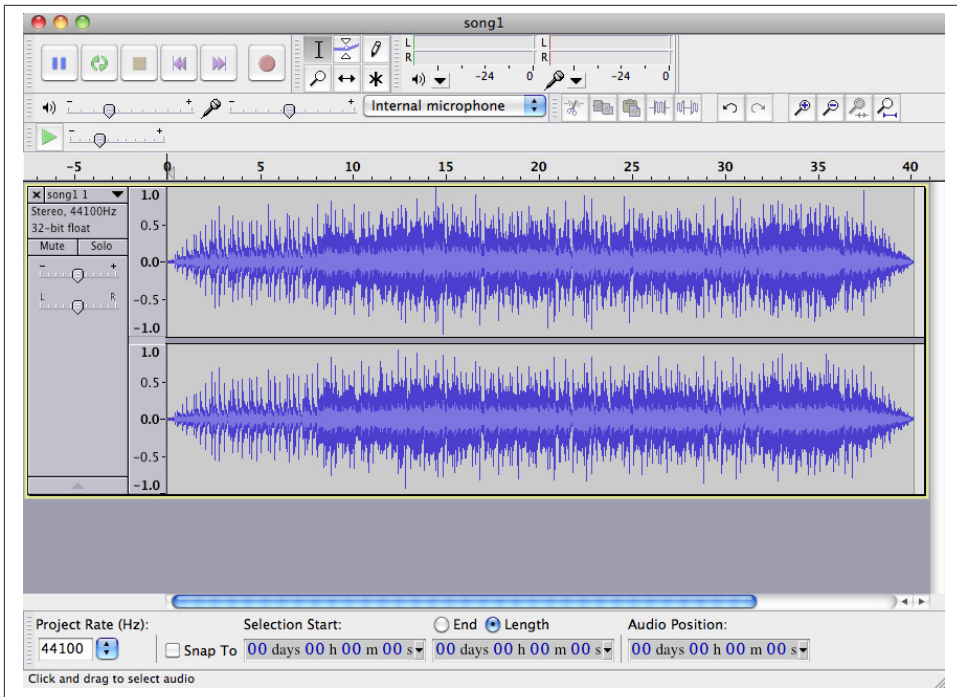 song1
L
R
-24 0
L
R
-24 0
- +
- +
Internal microphone
- +
-5 0 5 10 15 20 25 30 35 40
song1 1
Stereo, 44100Hz
32-bit float
Mute Solo
- +
L R
1.0
0.5-
0.0-
-0.5-
-1.0
1.0
0.5-
0.0-
-0.5-
-1.0
Project Rate (Hz): Selection Start: End Length Audio Position:
44100 Snap To 00 days 00 h 00 m 00 s 00 days 00 h 00 m 00 s 00 days 00 h 00 m 00 s
Click and drag to select audio